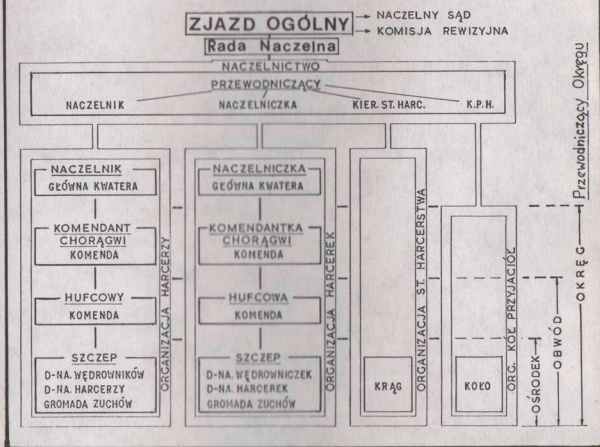 ZJAZD OGÓLNY
NACZELNY SĄD
KOMISJA REWIZYJNA
Rada Naczelna
NACZELNICTWO
PRZEWODNICZĄCY
NACZELNIK
NACZELNICZKA
KIER. ST. HARC.
K.P.H.
NACZELNIK
GŁÓWNA KWATERA
KOMENDANT
CHORĄGWI
KOMENDA
HUFCOWY
KOMENDA
SZCZEP
D-NA. WĘDROWNIKÓW
D-NA. HARCERZY
GROMADA ZUCHÓW
ORGANIZACJA HARCERZY
NACZELNICZKA
GŁÓWNA KWATERA
KOMENDANTKA
CHORĄGWI
KOMENDA
HUFCOWA
KOMENDA
SZCZEP
D-NA. WĘDROWNICZEK
D-NA. HARCEREK
GROMADA ZUCHÓW
ORGANIZACJA HARCEREK
KRĄG
ORGANIZACJA ST. HARCERSTWA
KOŁO
ORG. KÓŁ PRZYJACIÓŁ
OŚRODEK
OBWÓD
OKRĘG
Przewodniczący Okręgu